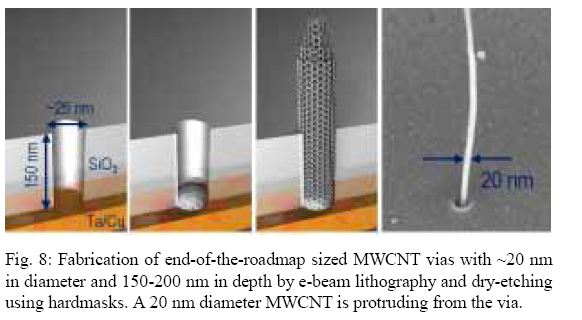 ~25 nm
150 nm
SiO₂
Ta/Cu
20 nm
Fig. 8: Fabrication of end-of-the-roadmap sized MWCNT vias with ~20 nm
in diameter and 150-200 nm in depth by e-beam lithography and dry-etching
using hardmasks. A 20 nm diameter MWCNT is protruding from the via.